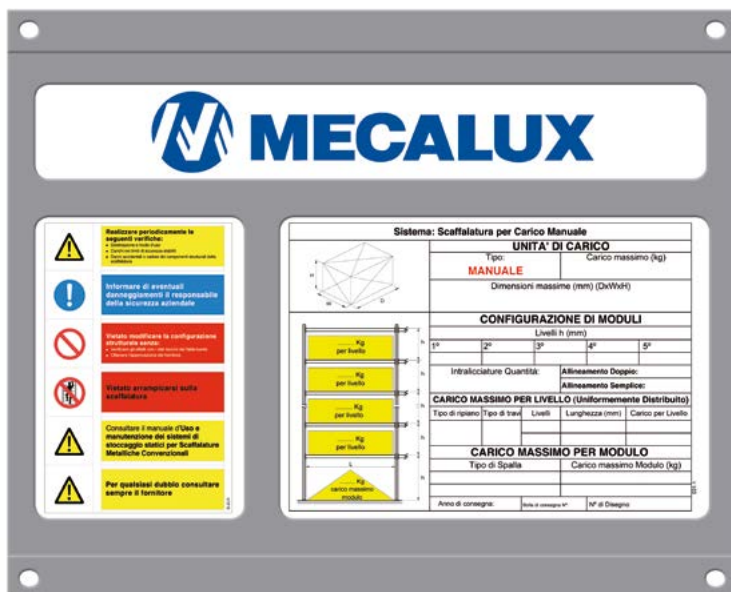 MECALUX
Realizzare periodicamente le
seguenti verifiche:
Informare di eventuali
danneggiamenti il responsabile
della sicurezza aziendale
Vietato modificare la configurazione
strutturale senza:
Vietato arrampicarsi sulla
scaffalatura
Consultare il manuale d'Uso e
manutenzione dei sistemi di
stoccaggio statici per Scaffalature
Metalliche Convenzionali
Per qualsiasi dubbio consultare
sempre il fornitore
Sistema: Scaffalatura per Carico Manuale
H
W
D
UNITA' DI CARICO
Tipo: Carico massimo (kg)
MANUALE
Dimensioni massime (mm) (DxWxH)
CONFIGURAZIONE DI MODULI
Livelli h (mm)
1º 2º 3º 4º 5º
Intralicciature Quantità: Allineamento Doppio:
Allineamento Semplice:
CARICO MASSIMO PER LIVELLO (Uniformemente Distribuito)
Tipo di ripiano Tipo di travi Livelli Lunghezza (mm) Carico per Livello
CARICO MASSIMO PER MODULO
Tipo di Spalla Carico massimo Modulo (kg)
Anno di consegna: Bolla di consegna Nº Nº di Disegno
...... Kg
per livello
h
...... Kg
per livello
h
...... Kg
per livello
h
...... Kg
per livello
h
L
...... Kg
carico massimo
modulo
h